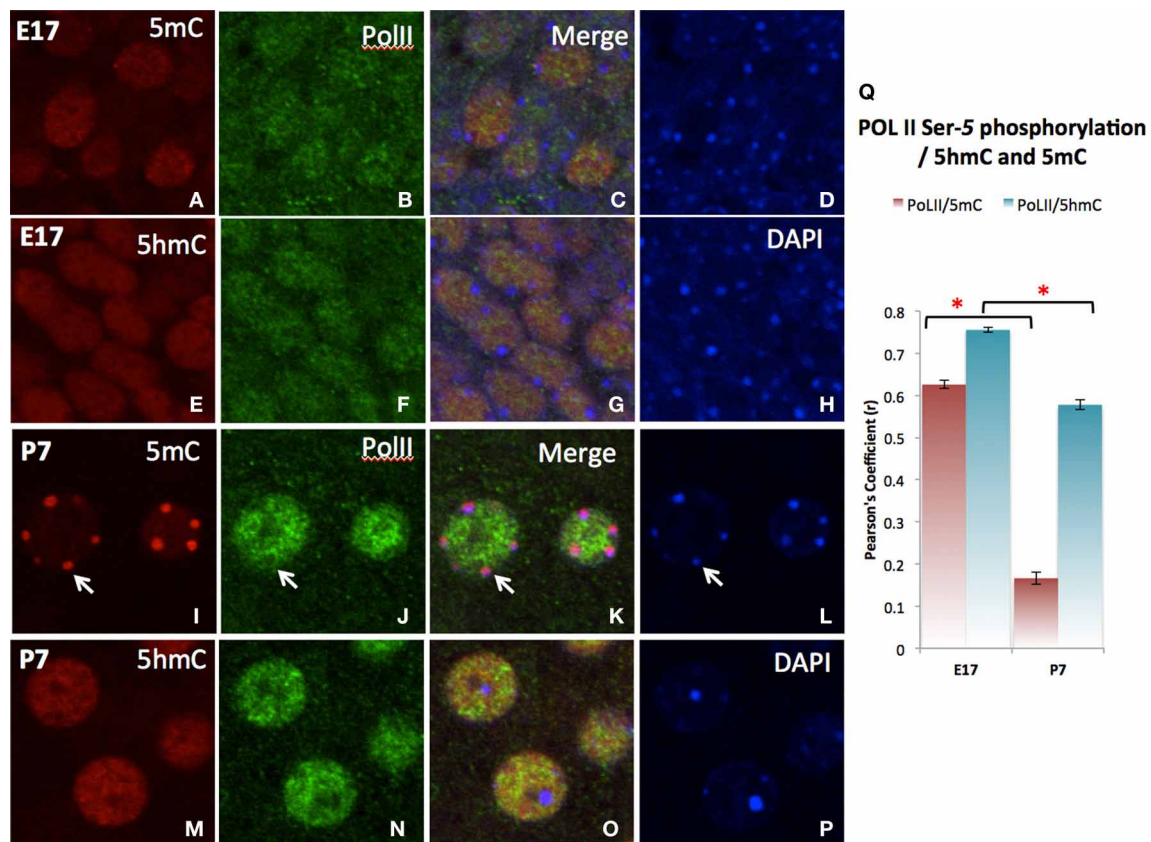 E17 5mC
A
PolII
B
Merge
C
D
E17
5hmC
E
F
G
DAPI
H
P7 5mC
I
PolII
J
Merge
K
L
P7 5hmC
M
N
O
DAPI
P
Q
POL II Ser-5 phosphorylation
/ 5hmC and 5mC
PoLII/5mC PoLII/5hmC
* *
Pearson's Coefficient (r)
0.8
0.7
0.6
0.5
0.4
0.3
0.2
0.1
0
E17 P7